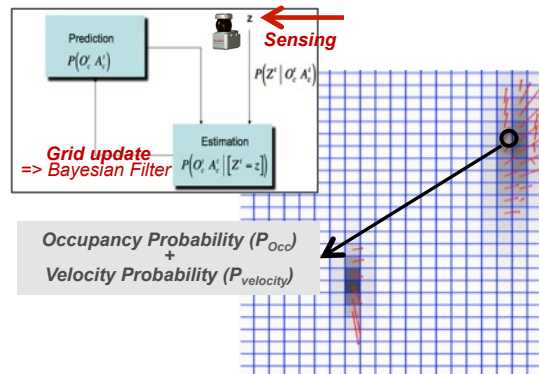 z
Sensing
Prediction
P(O_c^t A_c^t)
P(Z^t | O_c^t A_c^t)
Estimation
P(O_c^t A_c^t | [Z^t = z])
Grid update
=> Bayesian Filter
Occupancy Probability (P_Occ)
+
Velocity Probability (P_velocity)